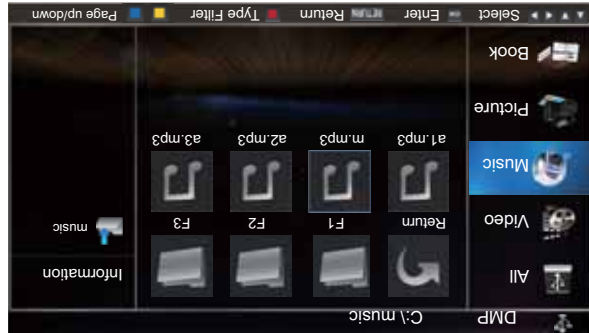 DMP C:\ music
All
Video
Music
Picture
Book
Return F1 F2 F3
a1.mp3 m.mp3 a2.mp3 a3.mp3
Information
music
Select OK Enter RETURN Return Type Filter Page up/down